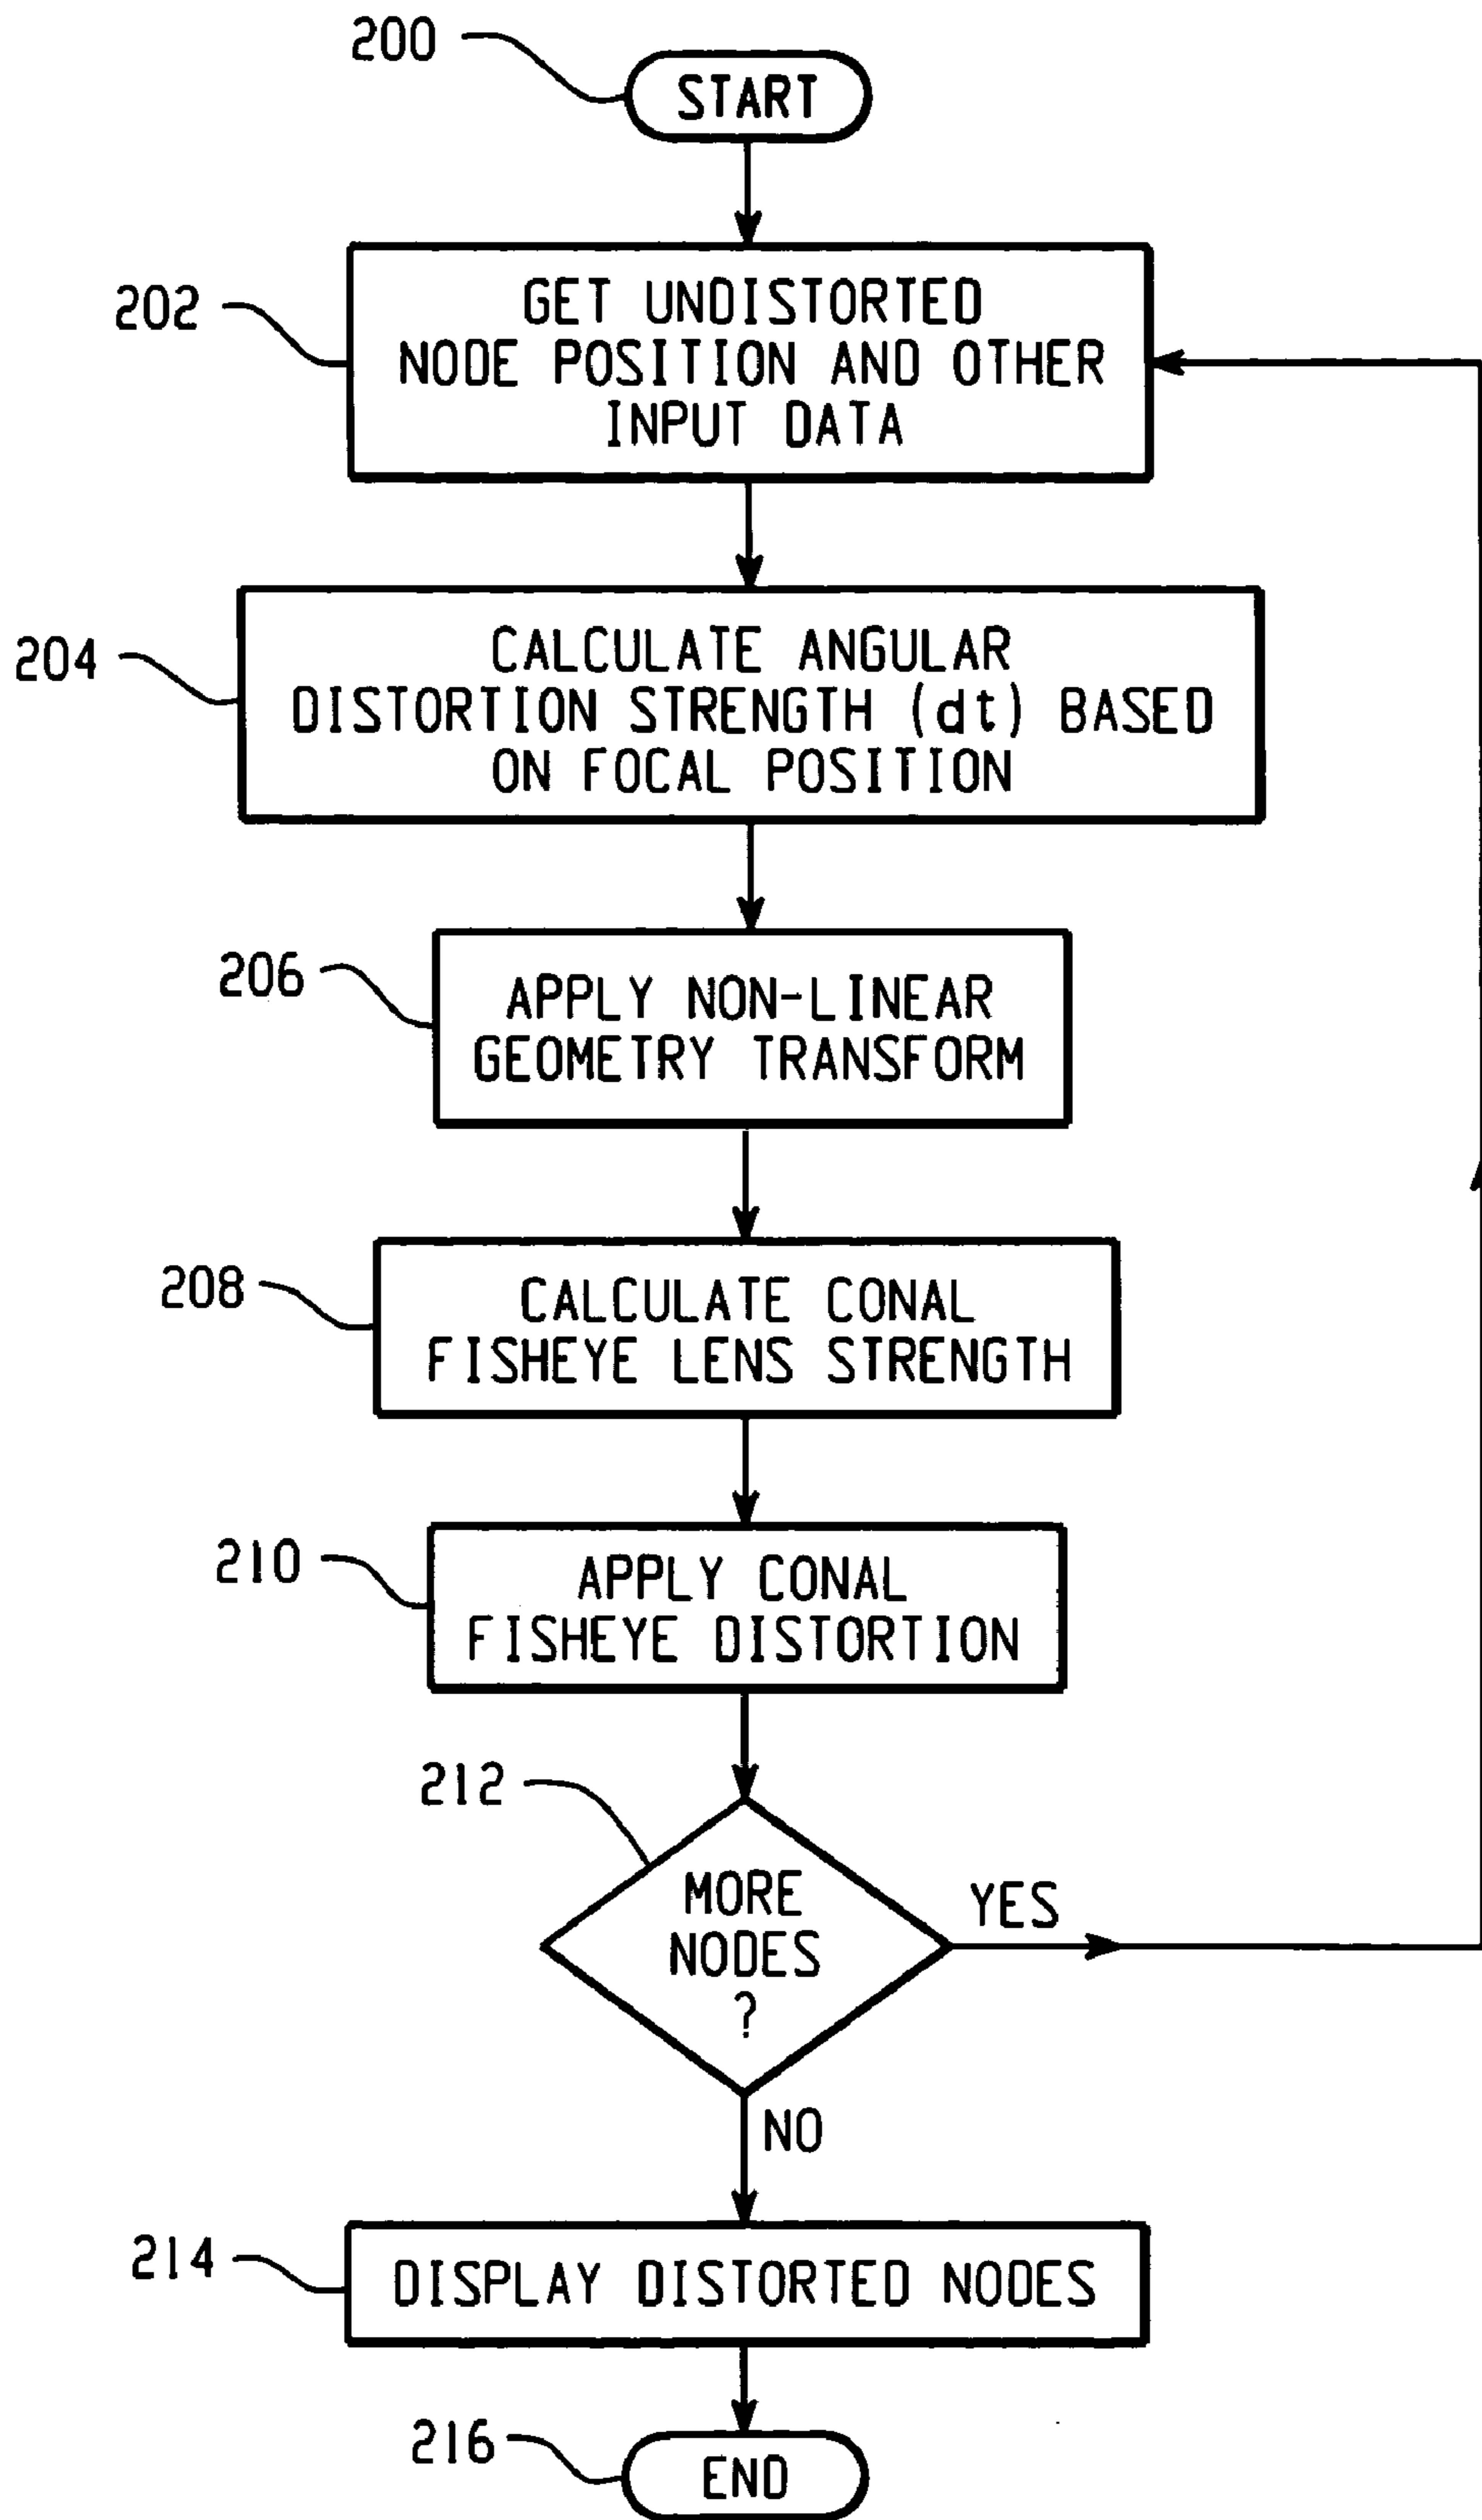 200
START
202
GET UNDISTORTED
NODE POSITION AND OTHER
INPUT DATA
204
CALCULATE ANGULAR
DISTORTION STRENGTH (dt) BASED
ON FOCAL POSITION
206
APPLY NON-LINEAR
GEOMETRY TRANSFORM
208
CALCULATE CONAL
FISHEYE LENS STRENGTH
210
APPLY CONAL
FISHEYE DISTORTION
212
MORE
NODES
?
YES
NO
214
DISPLAY DISTORTED NODES
216
END